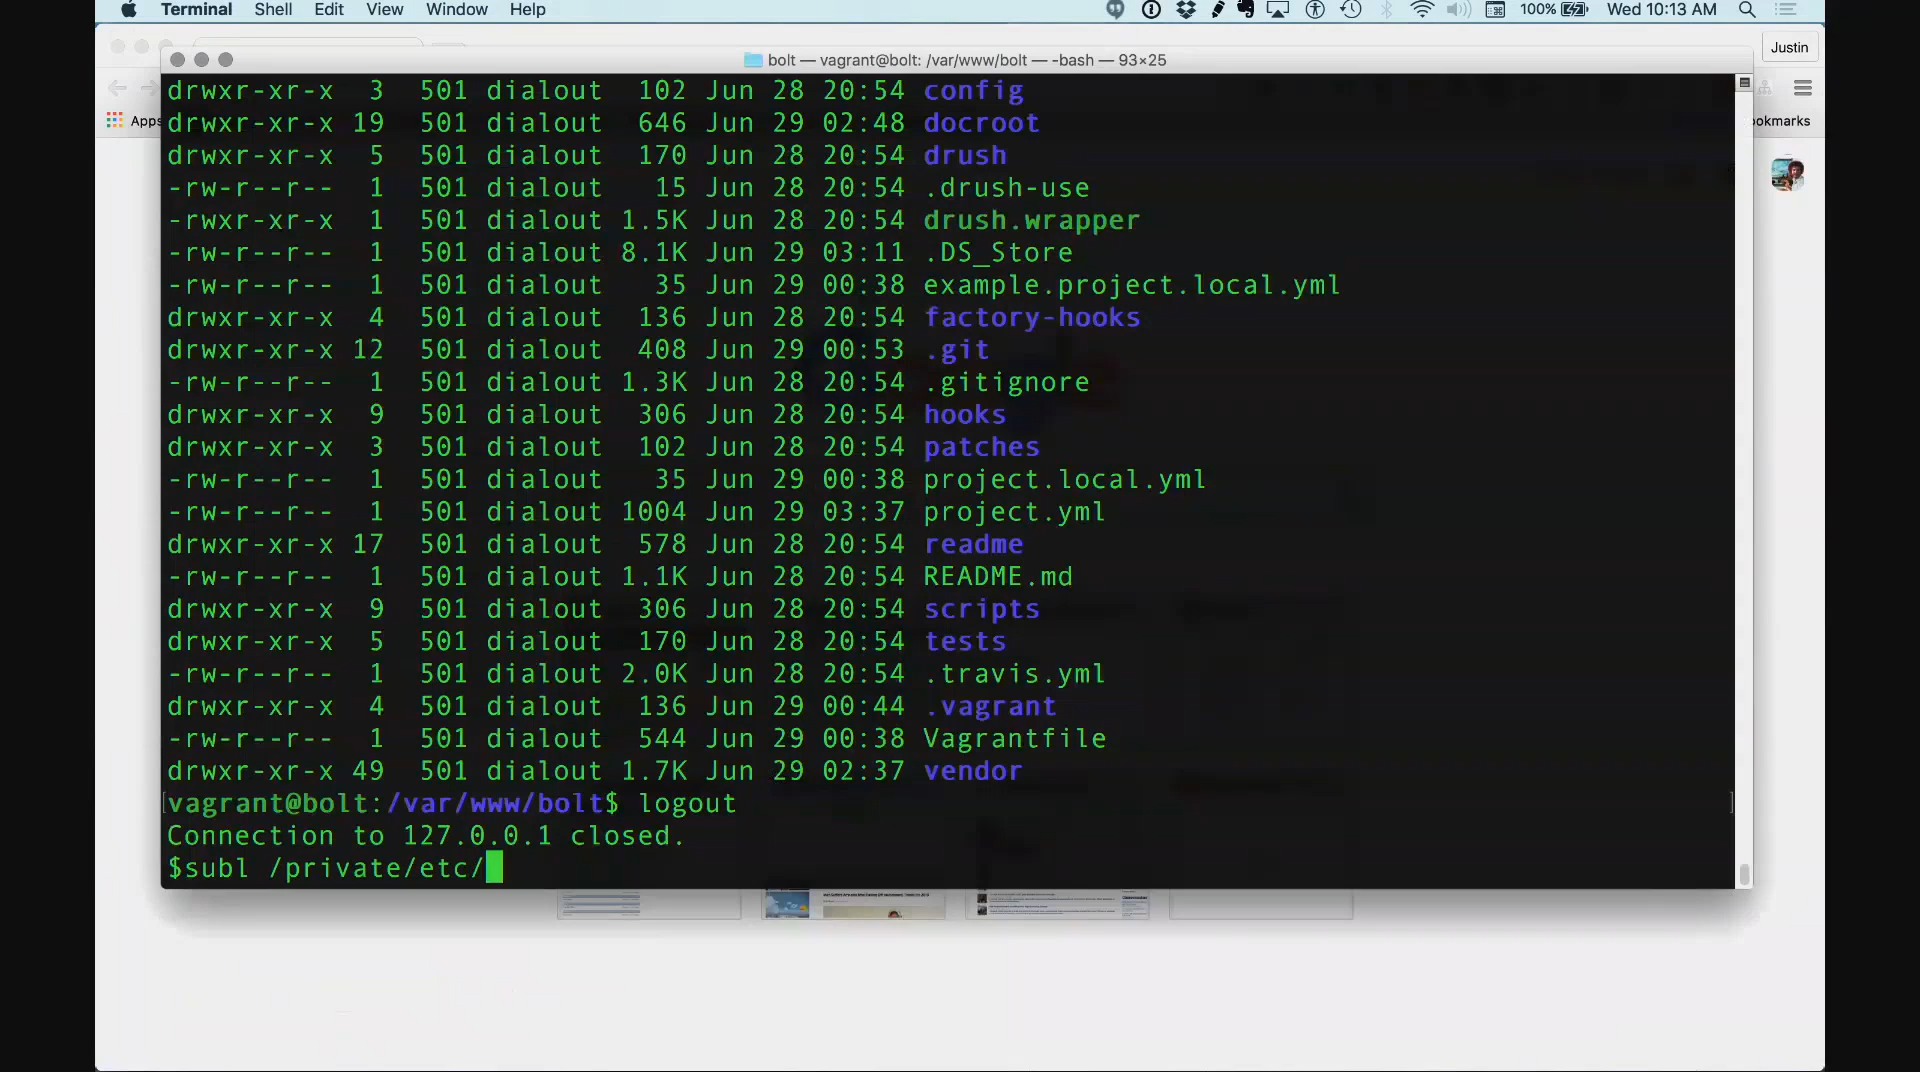 Terminal Shell Edit View Window Help 100% Wed 10:13 AM
Justin
bolt — vagrant@bolt: /var/www/bolt — -bash — 93×25
Apps
ookmarks
drwxr-xr-x 3 501 dialout 102 Jun 28 20:54 config
drwxr-xr-x 19 501 dialout 646 Jun 29 02:48 docroot
drwxr-xr-x 5 501 dialout 170 Jun 28 20:54 drush
-rw-r--r-- 1 501 dialout 15 Jun 28 20:54 .drush-use
-rwxr-xr-x 1 501 dialout 1.5K Jun 28 20:54 drush.wrapper
-rw-r--r-- 1 501 dialout 8.1K Jun 29 03:11 .DS_Store
-rw-r--r-- 1 501 dialout 35 Jun 29 00:38 example.project.local.yml
drwxr-xr-x 4 501 dialout 136 Jun 28 20:54 factory-hooks
drwxr-xr-x 12 501 dialout 408 Jun 29 00:53 .git
-rw-r--r-- 1 501 dialout 1.3K Jun 28 20:54 .gitignore
drwxr-xr-x 9 501 dialout 306 Jun 28 20:54 hooks
drwxr-xr-x 3 501 dialout 102 Jun 28 20:54 patches
-rw-r--r-- 1 501 dialout 35 Jun 29 00:38 project.local.yml
-rw-r--r-- 1 501 dialout 1004 Jun 29 03:37 project.yml
drwxr-xr-x 17 501 dialout 578 Jun 28 20:54 readme
-rw-r--r-- 1 501 dialout 1.1K Jun 28 20:54 README.md
drwxr-xr-x 9 501 dialout 306 Jun 28 20:54 scripts
drwxr-xr-x 5 501 dialout 170 Jun 28 20:54 tests
-rw-r--r-- 1 501 dialout 2.0K Jun 28 20:54 .travis.yml
drwxr-xr-x 4 501 dialout 136 Jun 29 00:44 .vagrant
-rw-r--r-- 1 501 dialout 544 Jun 29 00:38 Vagrantfile
drwxr-xr-x 49 501 dialout 1.7K Jun 29 02:37 vendor
[vagrant@bolt:/var/www/bolt$ logout ]
Connection to 127.0.0.1 closed.
$subl /private/etc/